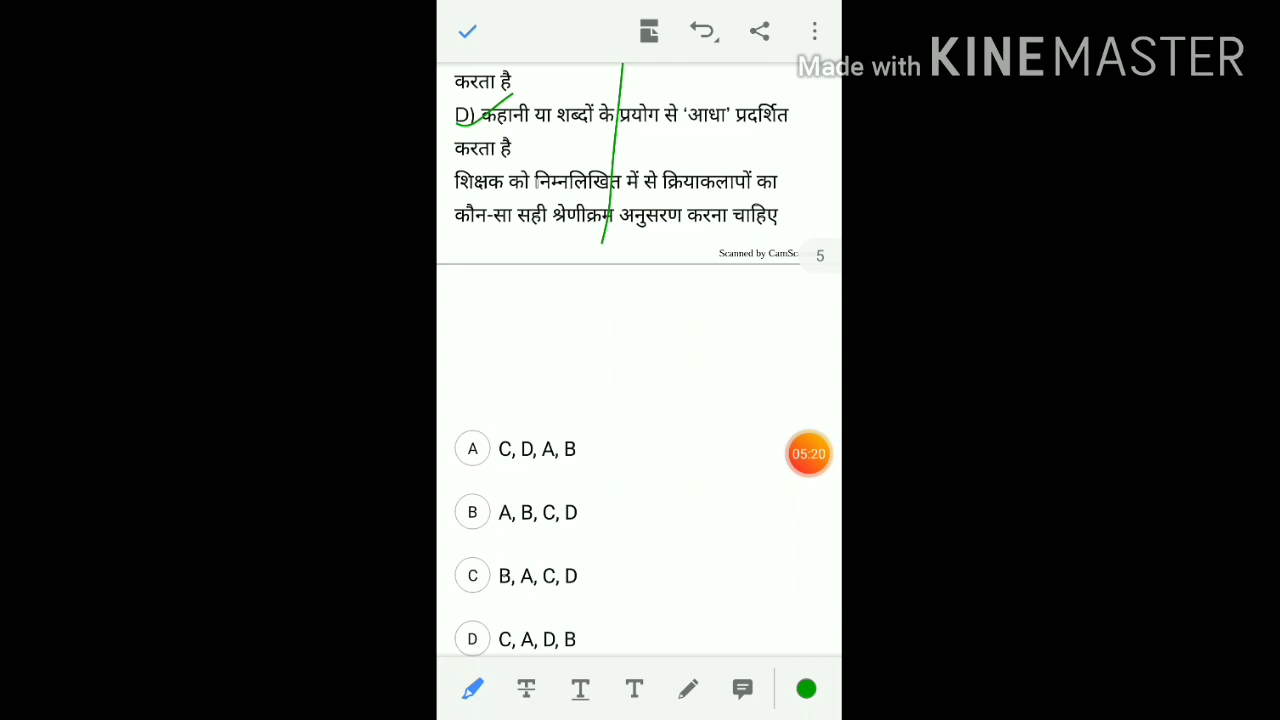 Made with KINEMASTER
करता है
D) कहानी या शब्दों के प्रयोग से ‘आधा’ प्रदर्शित
करता है
शिक्षक को निम्नलिखित में से क्रियाकलापों का
कौन-सा सही श्रेणीक्रम अनुसरण करना चाहिए
Scanned by CamSc
5
A C, D, A, B
05:20
B A, B, C, D
C B, A, C, D
D C, A, D, B